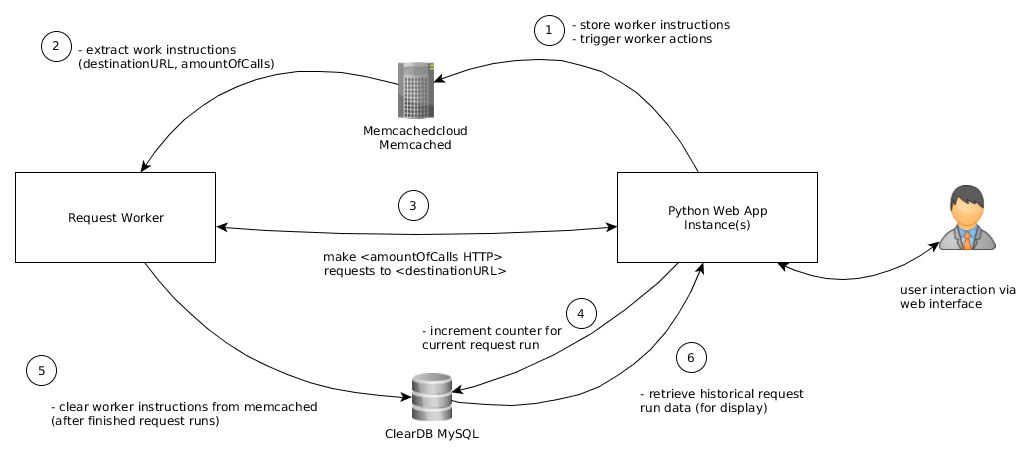 1
- store worker instructions
- trigger worker actions
2
- extract work instructions
(destinationURL, amountOfCalls)
Memcachedcloud
Memcached
Request Worker
3
Python Web App
Instance(s)
make <amountOfCalls HTTP>
requests to <destinationURL>
user interaction via
web interface
4
- increment counter for
current request run
5
- clear worker instructions from memcached
(after finished request runs)
6
- retrieve historical request
run data (for display)
ClearDB MySQL